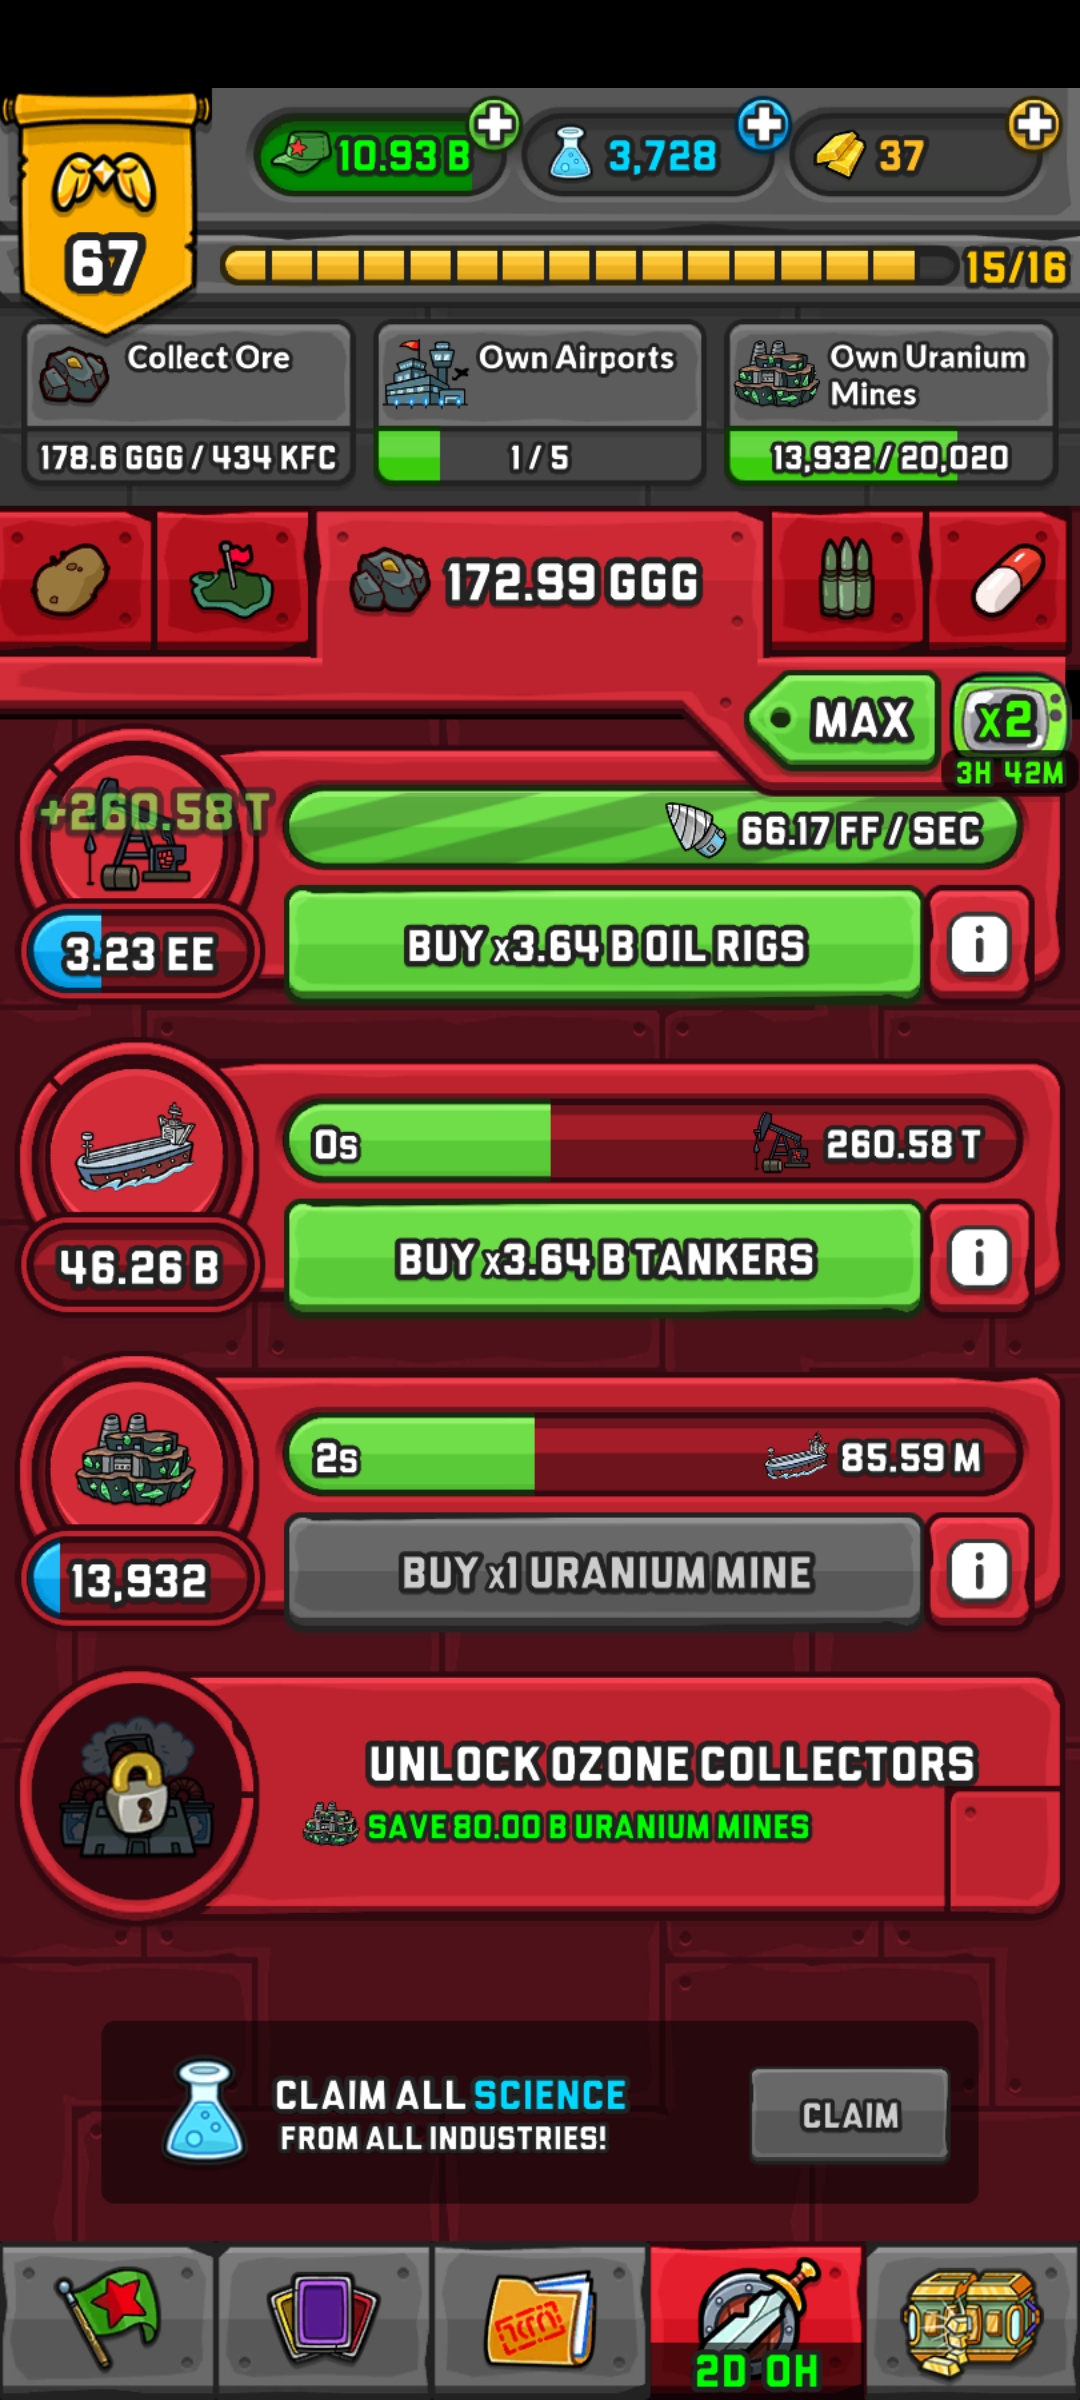 67
10.93 B
3,728
37
15/16
Collect Ore
178.6 GGG / 434 KFC
Own Airports
1 / 5
Own Uranium
Mines
13,932 / 20,020
172.99 GGG
MAX
x2
3H 42M
+260.58 T
66.17 FF / SEC
3.23 EE
BUY x3.64 B OIL RIGS
i
0s
260.58 T
46.26 B
BUY x3.64 B TANKERS
i
2s
85.59 M
13,932
BUY x1 URANIUM MINE
i
UNLOCK OZONE COLLECTORS
SAVE 80.00 B URANIUM MINES
CLAIM ALL SCIENCE
FROM ALL INDUSTRIES!
CLAIM
2D 0H